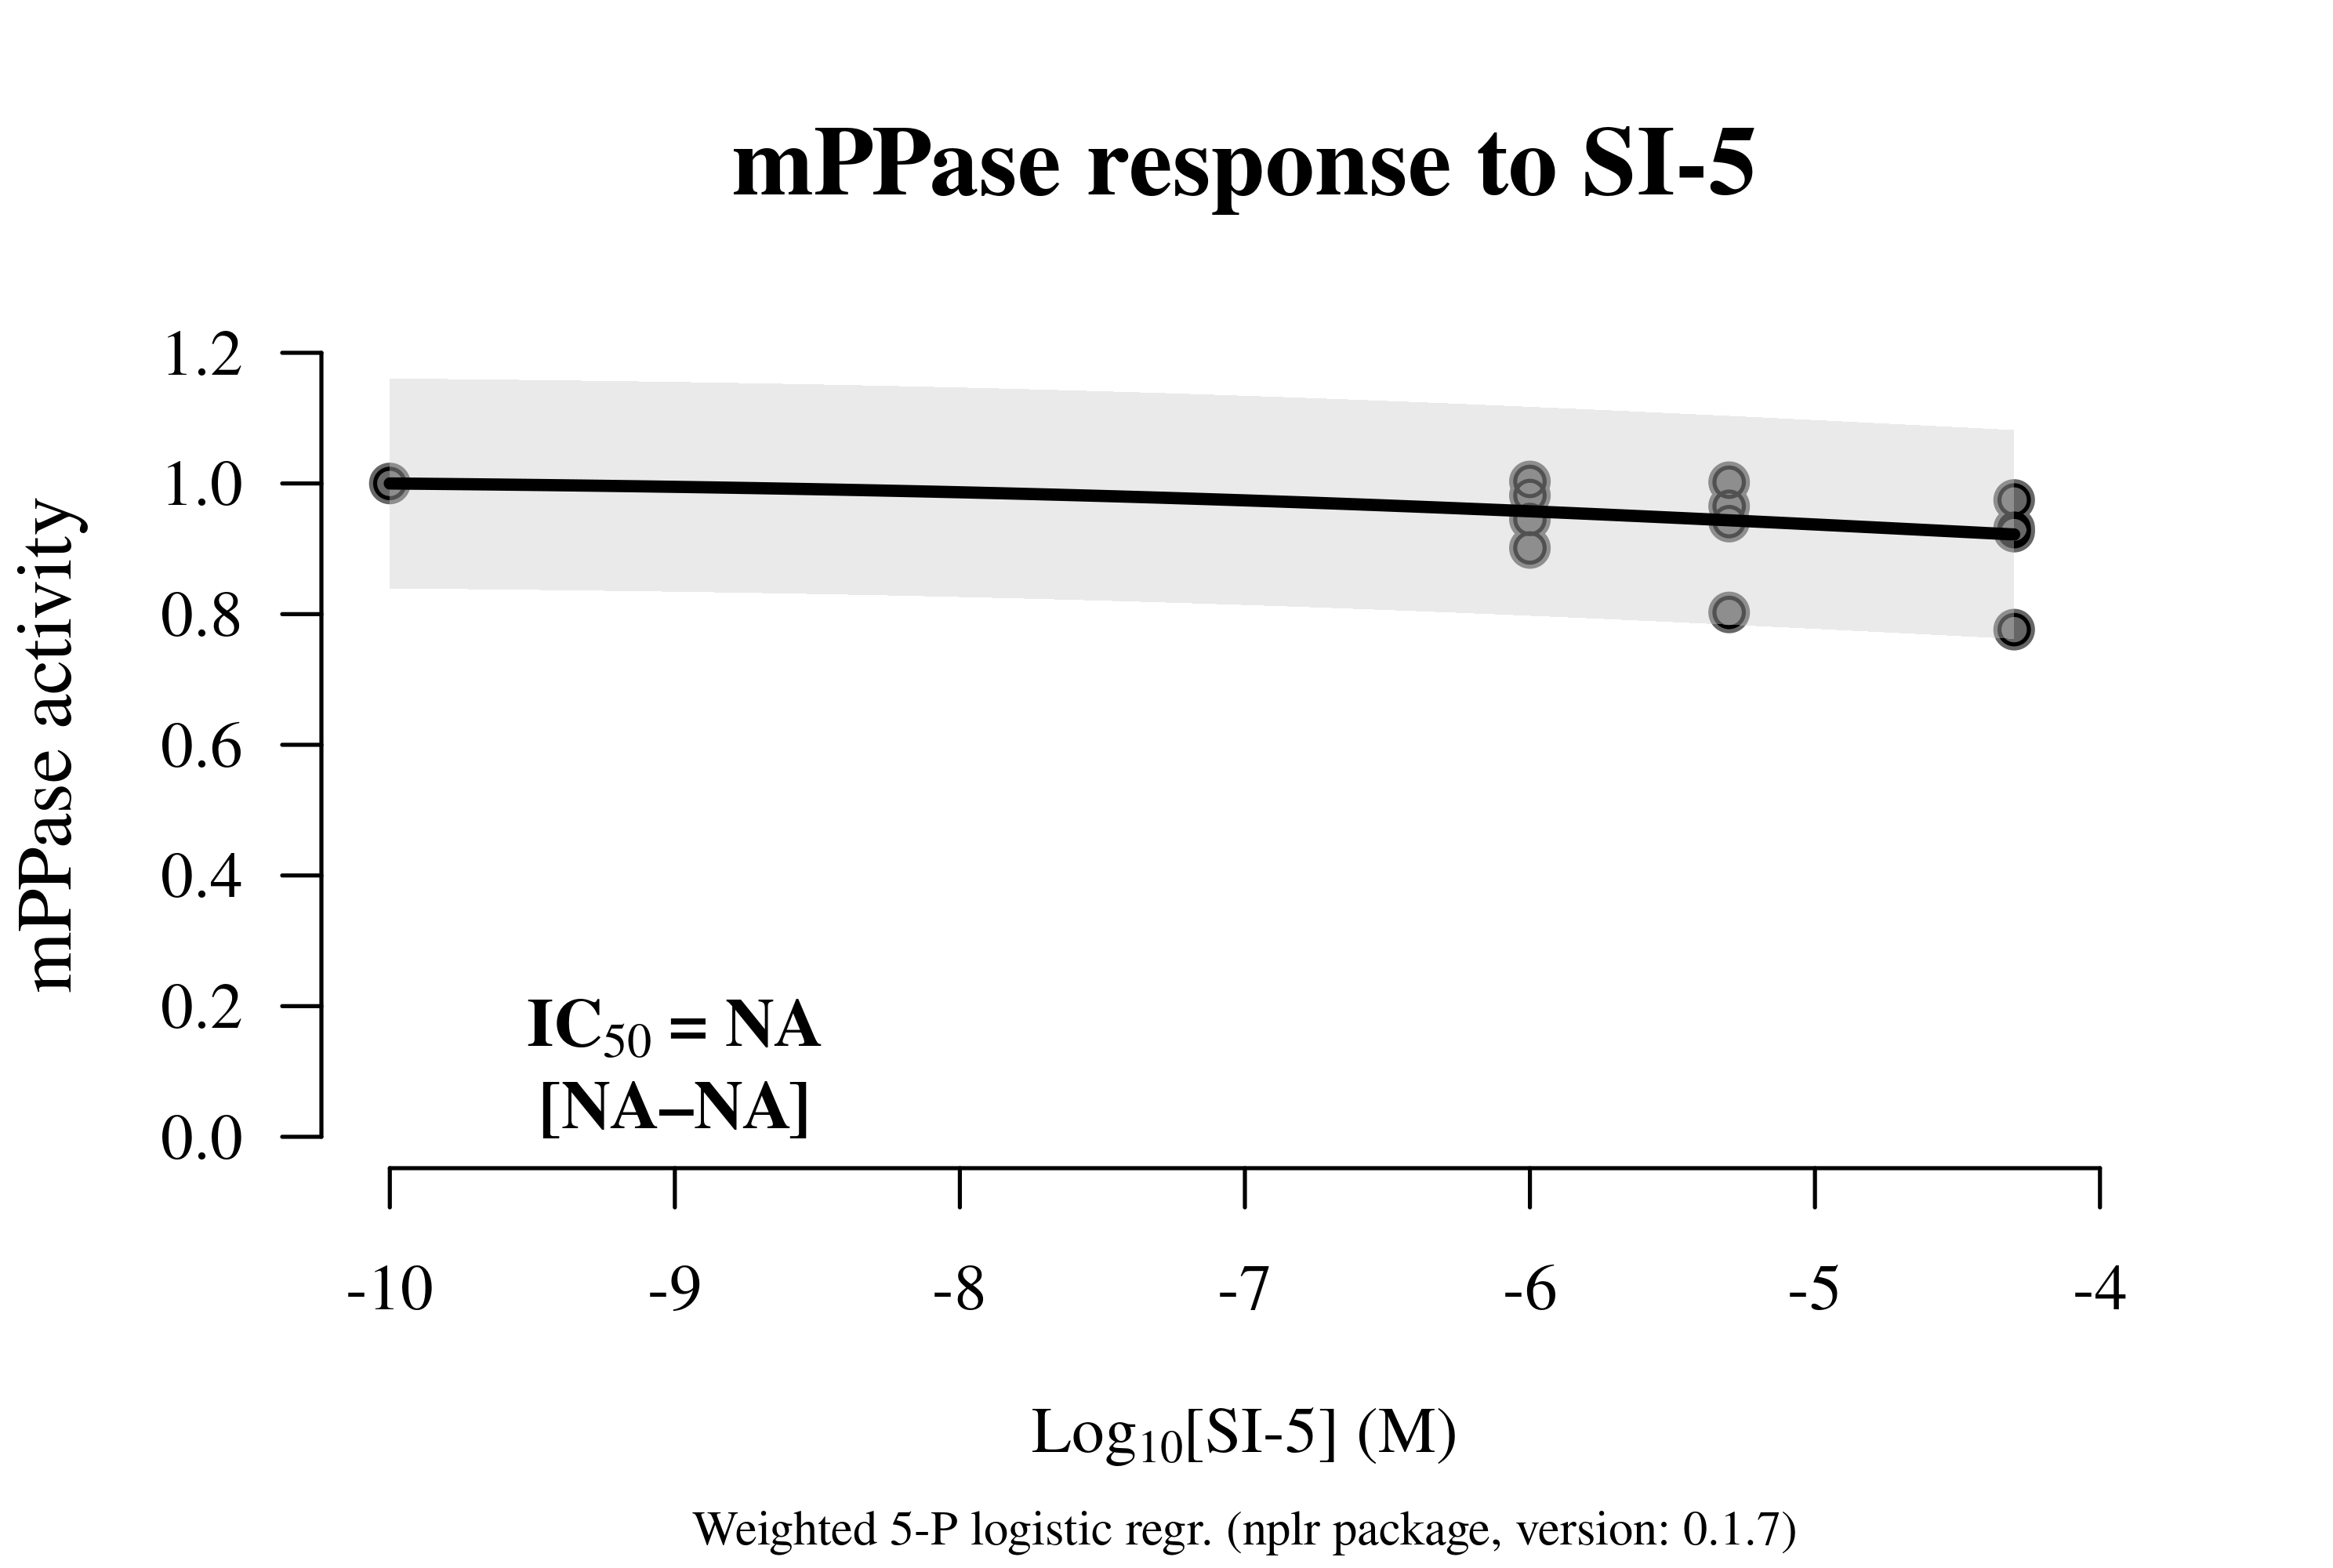 mPPase response to SI-5
mPPase activity
1.2
1.0
0.8
0.6
0.4
0.2
0.0
IC50 = NA
[NA–NA]
-10 -9 -8 -7 -6 -5 -4
Log10[SI-5] (M)
Weighted 5-P logistic regr. (nplr package, version: 0.1.7)